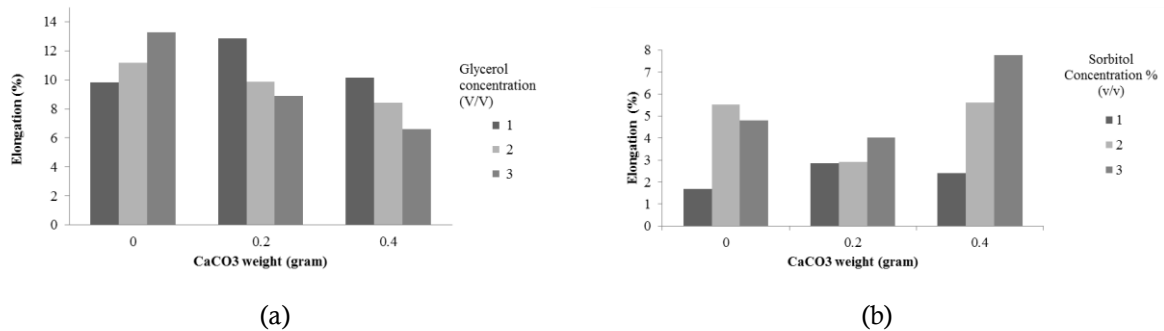 14
12
10
8
6
4
2
0
Elongation (%)
0
0.2
0.4
CaCO3 weight (gram)
Glycerol
concentration
(V/V)
1
2
3
(a)
8
7
6
5
4
3
2
1
0
Elongation (%)
0
0.2
0.4
CaCO3 weight (gram)
Sorbitol
Concentration %
(v/v)
1
2
3
(b)